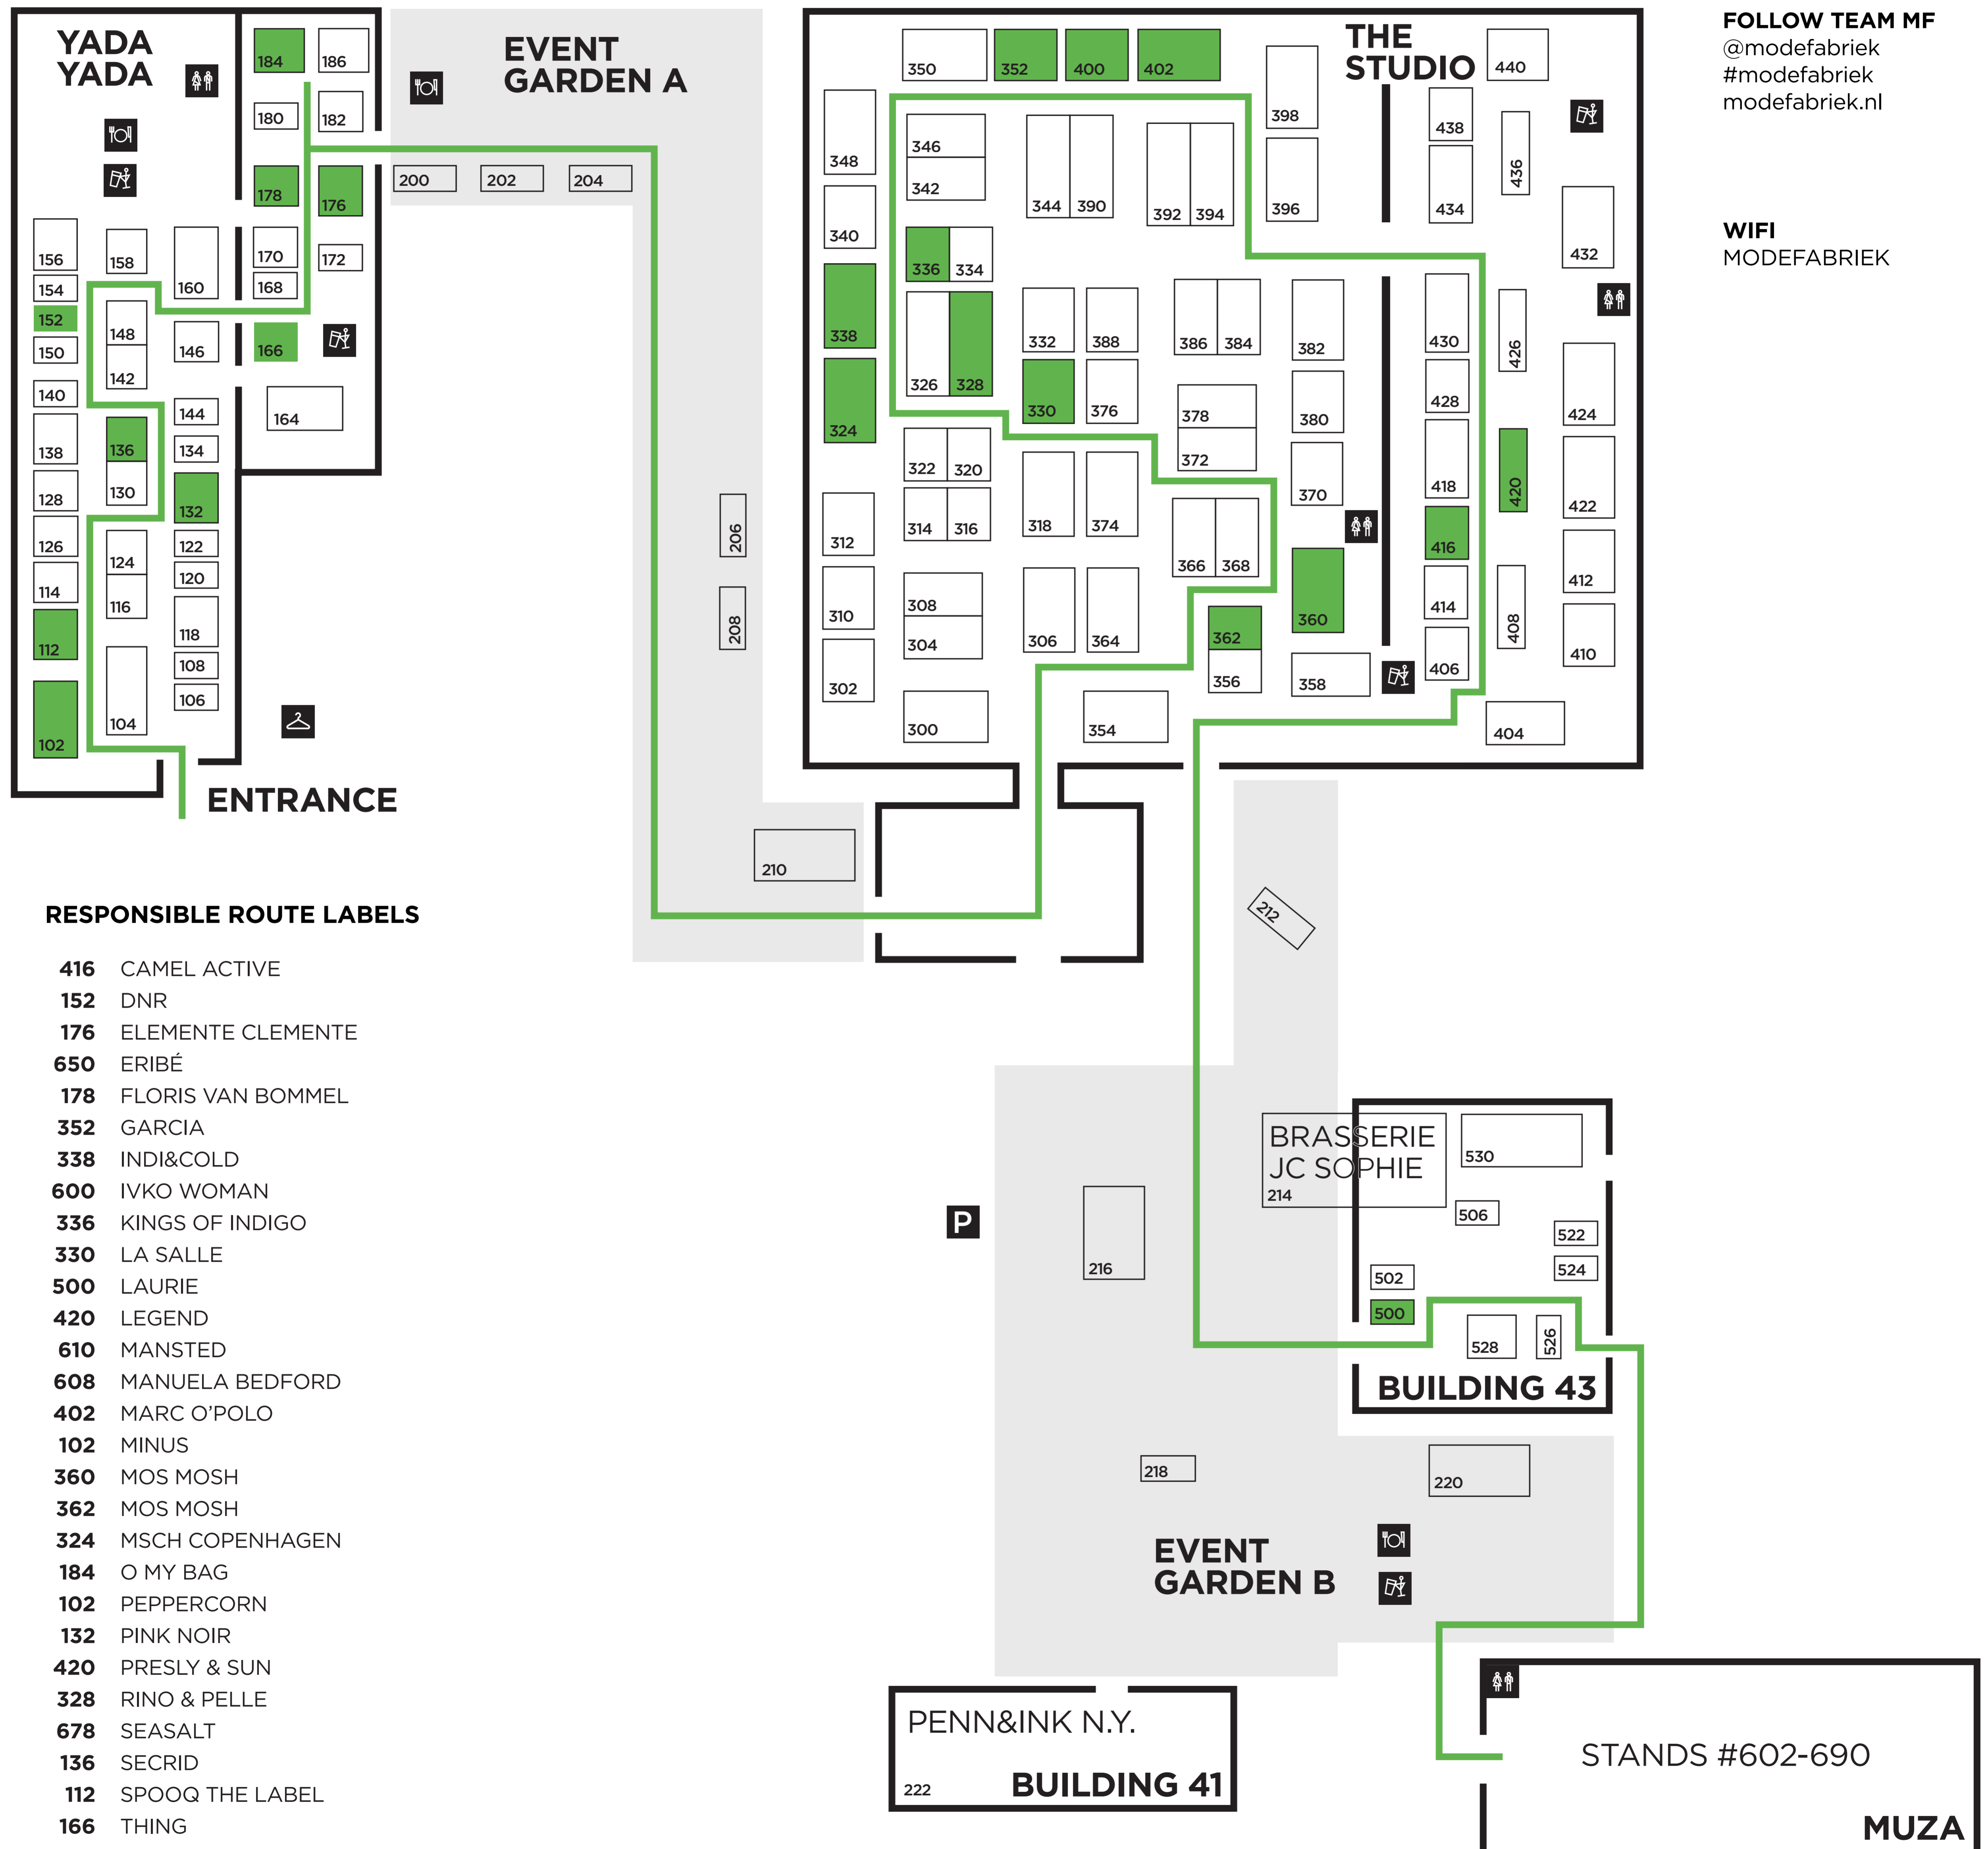 YADA
YADA
184
186
180
182
178
176
170
172
168
166
164
156
158
160
154
152
148
150
146
142
140
144
138
136
134
128
130
132
126
124
122
120
114
116
118
112
108
106
102
104
ENTRANCE
EVENT
GARDEN A
200
202
204
206
208
210
THE
STUDIO
350
352
400
402
398
440
438
436
348
346
342
344
390
392
394
396
434
432
340
336
334
338
326
328
332
388
386
384
382
430
426
424
324
330
376
378
372
380
428
322
320
370
418
420
422
312
314
316
318
374
366
368
416
412
310
308
304
306
364
362
360
414
408
410
302
356
358
406
300
354
404
FOLLOW TEAM MF
@modefabriek
#modefabriek
modefabriek.nl
WIFI
MODEFABRIEK
RESPONSIBLE ROUTE LABELS
416 CAMEL ACTIVE
152 DNR
176 ELEMENTE CLEMENTE
650 ERIBÉ
178 FLORIS VAN BOMMEL
352 GARCIA
338 INDI&COLD
600 IVKO WOMAN
336 KINGS OF INDIGO
330 LA SALLE
500 LAURIE
420 LEGEND
610 MANSTED
608 MANUELA BEDFORD
402 MARC O'POLO
102 MINUS
360 MOS MOSH
362 MOS MOSH
324 MSCH COPENHAGEN
184 O MY BAG
102 PEPPERCORN
132 PINK NOIR
420 PRESLY & SUN
328 RINO & PELLE
678 SEASALT
136 SECRID
112 SPOOQ THE LABEL
166 THING
212
BRASSERIE
JC SOPHIE
214
530
506
522
524
502
500
528
526
BUILDING 43
P
216
218
220
EVENT
GARDEN B
PENN&INK N.Y.
222
BUILDING 41
STANDS #602-690
MUZA